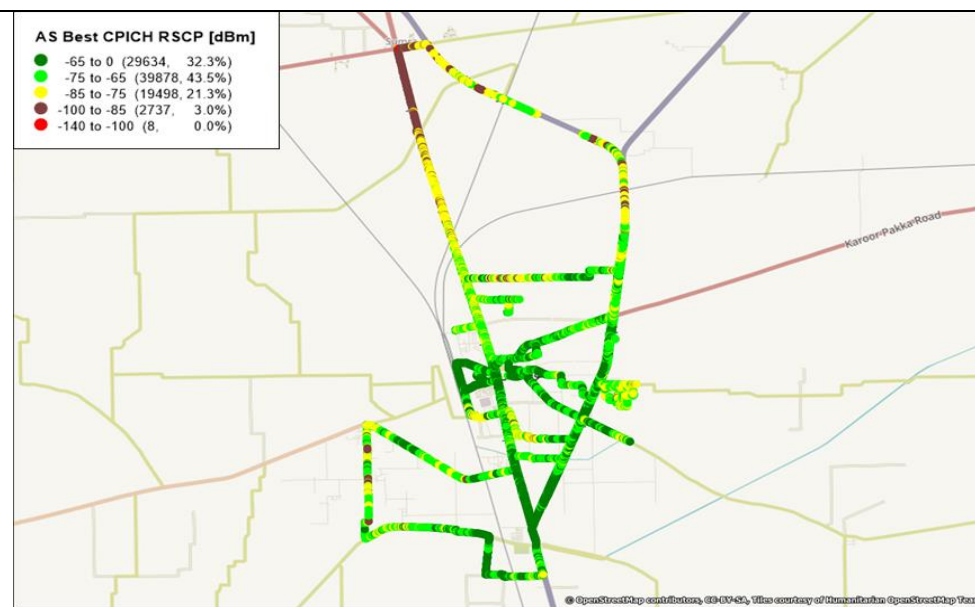 AS Best CPICH RSCP [dBm]
-65 to 0 (29634, 32.3%)
-75 to -65 (39878, 43.5%)
-85 to -75 (19498, 21.3%)
-100 to -85 (2737, 3.0%)
-140 to -100 (8, 0.0%)
Karoor Pakka Road
© OpenStreetMap contributors, CC-BY-SA, Tiles courtesy of Humanitarian OpenStreetMap Tea